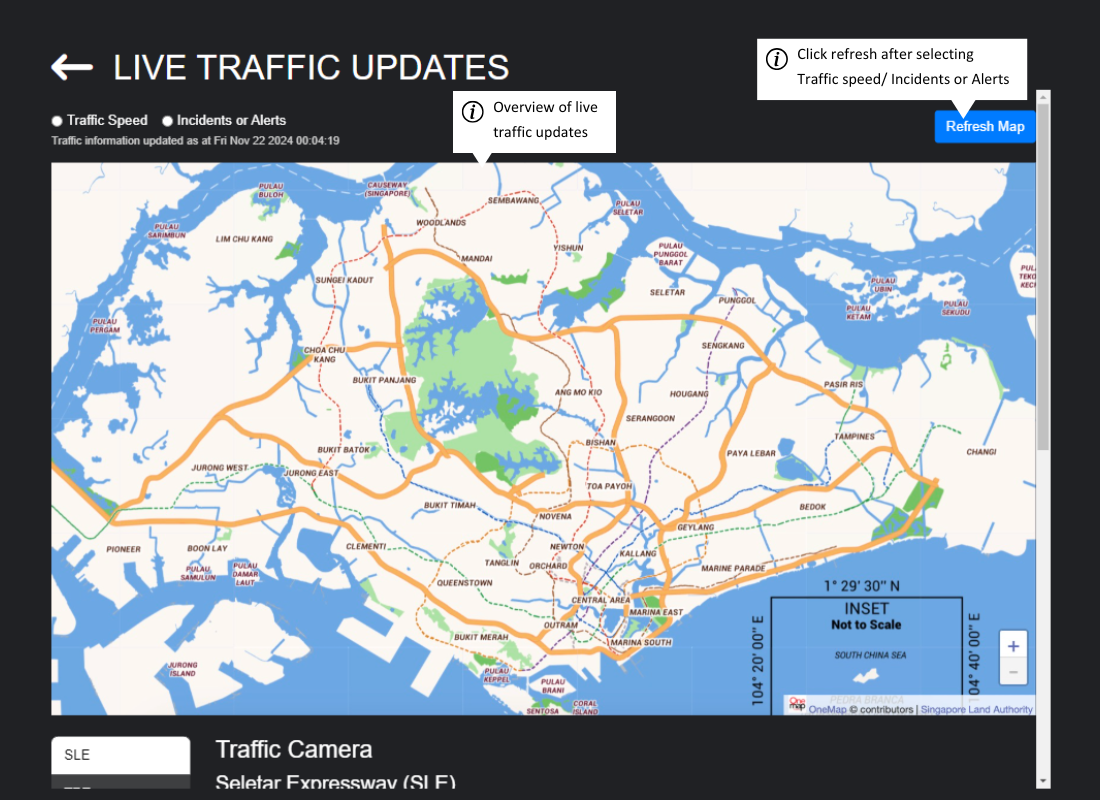 LIVE TRAFFIC UPDATES
Click refresh after selecting
Traffic speed/ Incidents or Alerts
Overview of live
traffic updates
Traffic Speed
Incidents or Alerts
Refresh Map
Traffic information updated as at Fri Nov 22 2024 00:04:19
PULAU
BULOH
CAUSEWAY
(SINGAPORE)
SEMBAWANG
PULAU
SELETAR
WOODLANDS
PULAU
SARIMBUN
LIM CHU KANG
YISHUN
PULAU
PUNGGOL
BARAT
MANDAI
SUNGEI KADUT
SELETAR
PUNGGOL
PULAU
UBIN
PULAU
KETAM
PULAU
SEKUDU
PULAU
PERGAM
CHOA CHU
KANG
SENGKANG
BUKIT PANJANG
PASIR RIS
ANG MO KIO
HOUGANG
SERANGOON
BISHAN
TAMPINES
BUKIT BATOK
PAYA LEBAR
CHANGI
JURONG WEST
JURONG EAST
TOA PAYOH
BUKIT TIMAH
BEDOK
NOVENA
GEYLANG
PIONEER
BOON LAY
CLEMENTI
NEWTON
KALLANG
TANGLIN
ORCHARD
MARINE PARADE
PULAU
SAMULUN
PULAU
DAMAR
LAUT
QUEENSTOWN
CENTRAL AREA
MARINA EAST
OUTRAM
BUKIT MERAH
MARINA SOUTH
JURONG
ISLAND
PULAU
KEPPEL
PULAU
BRANI
SENTOSA
CORAL
ISLAND
1° 29' 30" N
INSET
Not to Scale
104° 20' 00" E
SOUTH CHINA SEA
04° 40' 00" E
PEDRA BRANCA
+
−
One
map
OneMap © contributors | Singapore Land Authority
SLE
Traffic Camera
Seletar Expressway (SLE)